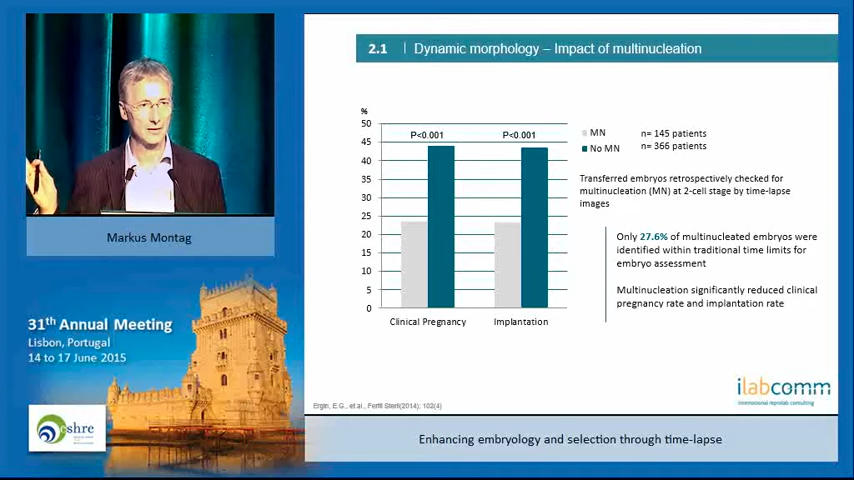 2.1 Dynamic morphology – Impact of multinucleation
%
50
45
40
35
30
25
20
15
10
5
0
P<0.001
P<0.001
Clinical Pregnancy
Implantation
MN n= 145 patients
No MN n= 366 patients
Transferred embryos retrospectively checked for
multinucleation (MN) at 2-cell stage by time-lapse
images
Only 27.6% of multinucleated embryos were
identified within traditional time limits for
embryo assessment
Multinucleation significantly reduced clinical
pregnancy rate and implantation rate
Ergin, E.G., et al., Fertil Steril(2014); 102(4)
ilabcomm
international reprolab consulting
Markus Montag
31th Annual Meeting
Lisbon, Portugal
14 to 17 June 2015
eshre
Enhancing embryology and selection through time-lapse